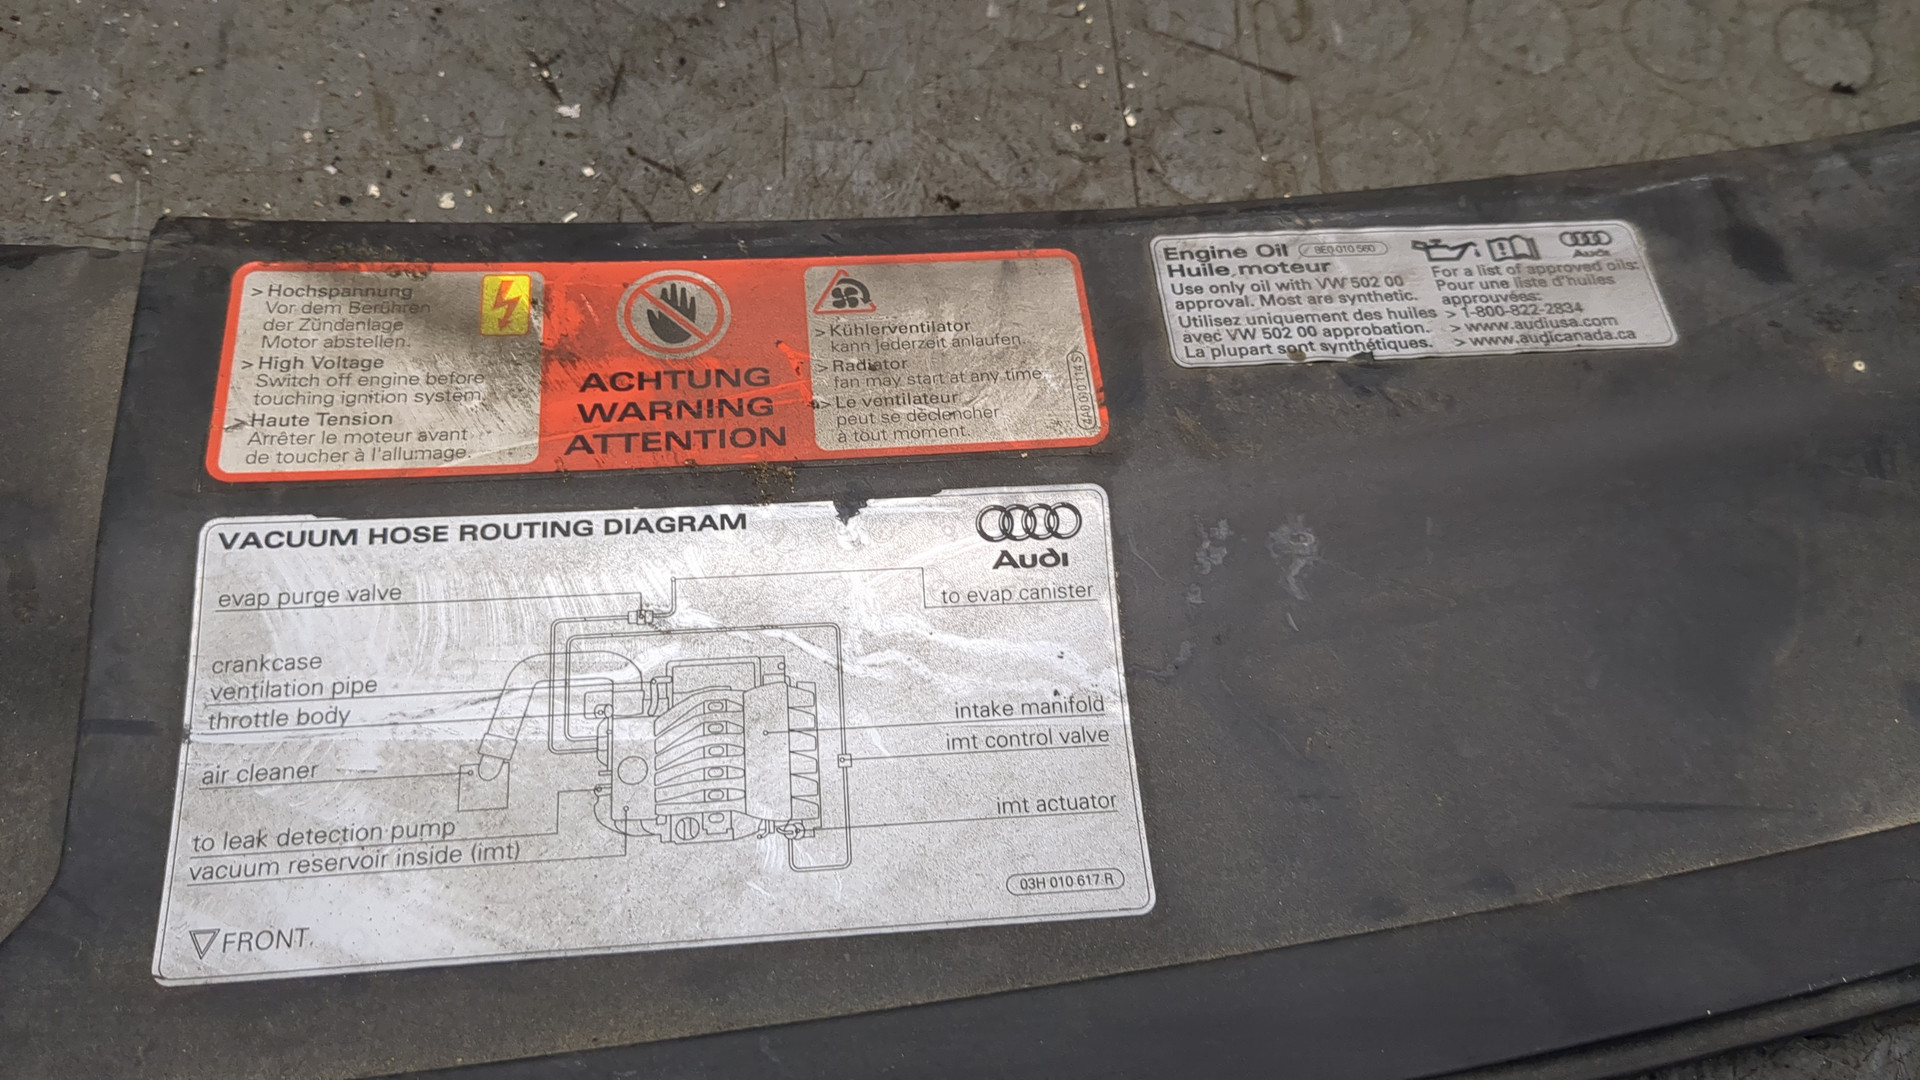 > Hochspannung
Vor dem Berühren
der Zündanlage
Motor abstellen.
> High Voltage
Switch off engine before
touching ignition system.
> Haute Tension
Arrêter le moteur avant
de toucher à l'allumage.
ACHTUNG
WARNING
ATTENTION
> Kühlerventilator
kann jederzeit anlaufen.
> Radiator
fan may start at any time
> Le ventilateur
peut se déclencher
à tout moment.
Engine Oil 8E0 010 560
Huile moteur
Use only oil with VW 502 00
approval. Most are synthetic.
Utilisez uniquement des huiles
avec VW 502 00 approbation.
La plupart sont synthétiques.
Audi
For a list of approved oils:
Pour une liste d'huiles
approuvées:
> 1-800-822-2834
> www.audiusa.com
> www.audicanada.ca
VACUUM HOSE ROUTING DIAGRAM
Audi
evap purge valve
to evap canister
crankcase
ventilation pipe
throttle body
intake manifold
imt control valve
air cleaner
imt actuator
to leak detection pump
vacuum reservoir inside (imt)
03H 010 617 R
FRONT